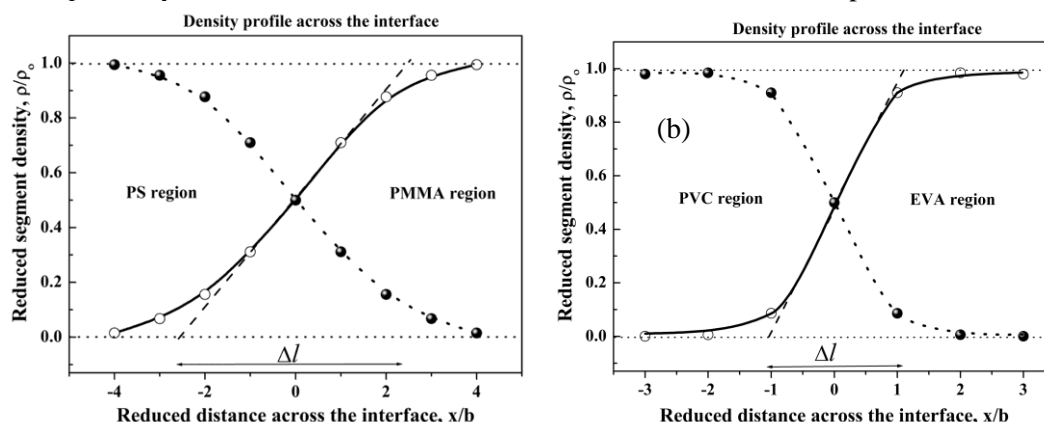 Density profile across the interface
Reduced segment density, ρ/ρₒ
1.0
0.8
0.6
0.4
0.2
0.0
PS region
PMMA region
Δl
-4 -2 0 2 4
Reduced distance across the interface, x/b
Density profile across the interface
Reduced segment density, ρ/ρₒ
1.0
0.8
0.6
0.4
0.2
0.0
(b)
PVC region
EVA region
Δl
-3 -2 -1 0 1 2 3
Reduced distance across the interface, x/b